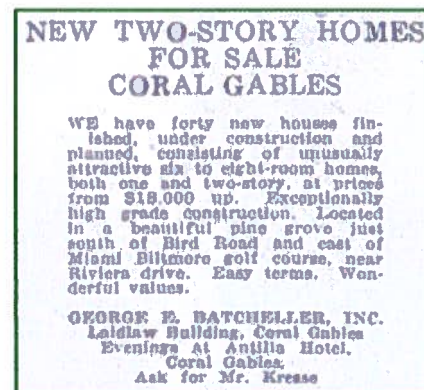 NEW TWO-STORY HOMES
FOR SALE
CORAL GABLES
WE have forty new houses fin-
ished, under construction and
planned, consisting of unusually
attractive six to eight-room homes,
both one and two-story, at prices
from $18,000 up. Exceptionally
high grade construction. Located
in a beautiful pine grove just
south of Bird Road and east of
Miami Biltmore golf course, near
Riviera drive. Easy terms. Won-
derful values.
GEORGE E. BATCHELLER, INC.
Laidlaw Building, Coral Gables
Evenings At Antilla Hotel,
Coral Gables
Ask for Mr. Kresse